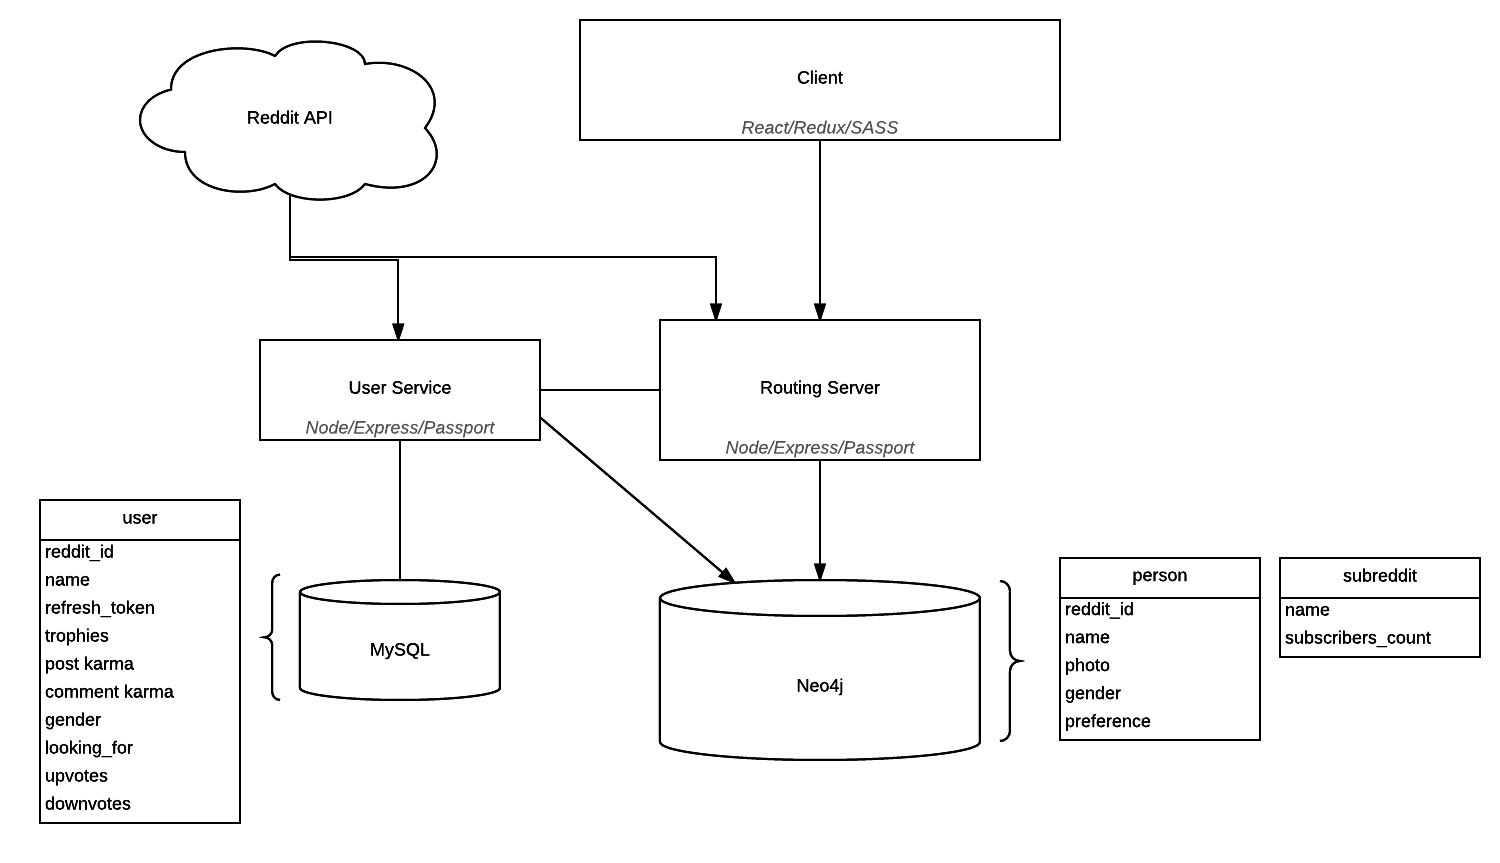 Reddit API
Client
React/Redux/SASS
User Service
Node/Express/Passport
Routing Server
Node/Express/Passport
user
reddit_id
name
refresh_token
trophies
post karma
comment karma
gender
looking_for
upvotes
downvotes
MySQL
Neo4j
person
reddit_id
name
photo
gender
preference
subreddit
name
subscribers_count